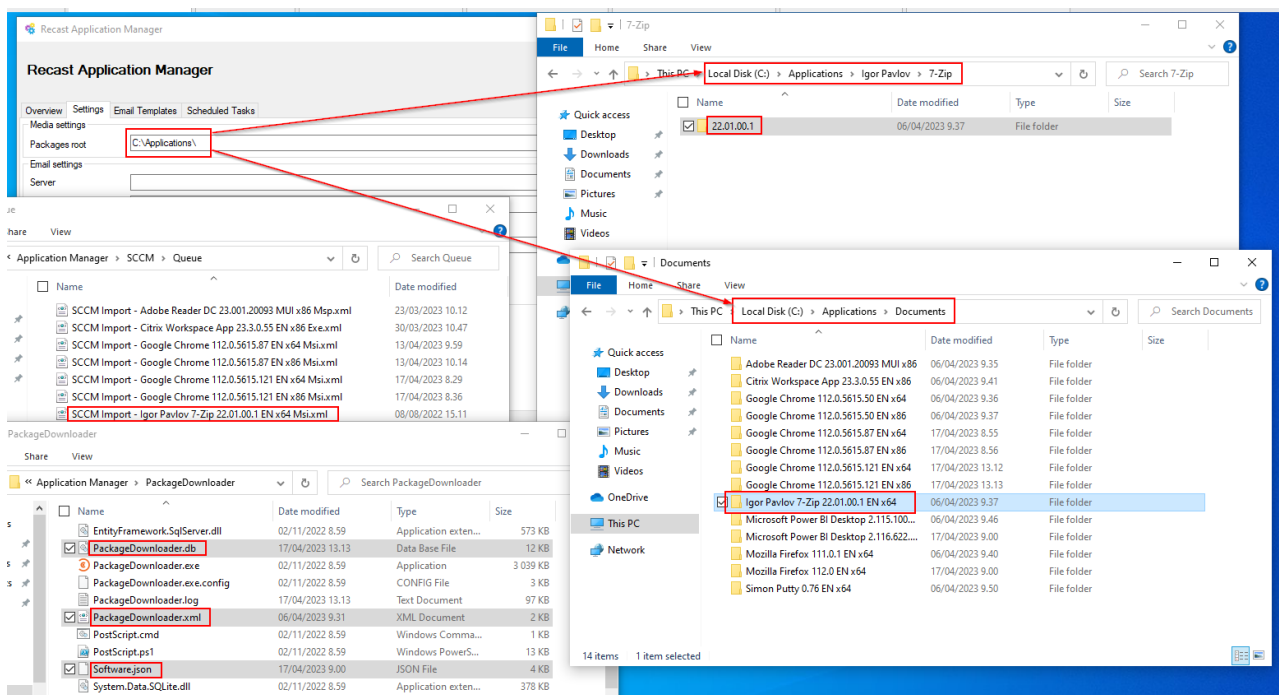 Recast Application Manager
Recast Application Manager
Overview Settings Email Templates Scheduled Tasks
Media settings
Packages root C:\Applications\
Email settings
Server
7-Zip
File Home Share View
This PC Local Disk (C:) Applications Igor Pavlov 7-Zip Search 7-Zip
Name Date modified Type Size
Quick access
Desktop
Downloads
Documents
Pictures
Music
Videos
22.01.00.1 06/04/2023 9.37 File folder
View
Application Manager SCCM Queue Search Queue
Name Date modified
SCCM Import - Adobe Reader DC 23.001.20093 MUI x86 Msp.xml 23/03/2023 10.12
SCCM Import - Citrix Workspace App 23.3.0.55 EN x86 Exe.xml 30/03/2023 10.47
SCCM Import - Google Chrome 112.0.5615.87 EN x64 Msi.xml 13/04/2023 9.59
SCCM Import - Google Chrome 112.0.5615.87 EN x86 Msi.xml 13/04/2023 10.14
SCCM Import - Google Chrome 112.0.5615.121 EN x64 Msi.xml 17/04/2023 8.29
SCCM Import - Google Chrome 112.0.5615.121 EN x86 Msi.xml 17/04/2023 8.36
SCCM Import - Igor Pavlov 7-Zip 22.01.00.1 EN x64 Msi.xml 08/08/2022 15.11
Documents
File Home Share View
This PC Local Disk (C:) Applications Documents Search Documents
Name Date modified Type Size
Quick access
Desktop
Downloads
Documents
Pictures
Music
Videos
OneDrive
This PC
Network
Adobe Reader DC 23.001.20093 MUI x86 06/04/2023 9.35 File folder
Citrix Workspace App 23.3.0.55 EN x86 06/04/2023 9.41 File folder
Google Chrome 112.0.5615.50 EN x64 06/04/2023 9.36 File folder
Google Chrome 112.0.5615.50 EN x86 06/04/2023 9.37 File folder
Google Chrome 112.0.5615.87 EN x64 17/04/2023 8.55 File folder
Google Chrome 112.0.5615.87 EN x86 17/04/2023 8.56 File folder
Google Chrome 112.0.5615.121 EN x64 17/04/2023 13.12 File folder
Google Chrome 112.0.5615.121 EN x86 17/04/2023 13.13 File folder
Igor Pavlov 7-Zip 22.01.00.1 EN x64 06/04/2023 9.37 File folder
Microsoft Power BI Desktop 2.115.100... 06/04/2023 9.46 File folder
Microsoft Power BI Desktop 2.116.622.... 17/04/2023 9.00 File folder
Mozilla Firefox 111.0.1 EN x64 06/04/2023 9.40 File folder
Mozilla Firefox 112.0 EN x64 17/04/2023 9.00 File folder
Simon Putty 0.76 EN x64 06/04/2023 9.50 File folder
14 items 1 item selected
PackageDownloader
Share View
Application Manager PackageDownloader Search PackageDownloader
Name Date modified Type Size
EntityFramework.SqlServer.dll 02/11/2022 8.59 Application exten... 573 KB
PackageDownloader.db 17/04/2023 13.13 Data Base File 12 KB
PackageDownloader.exe 02/11/2022 8.59 Application 3 039 KB
PackageDownloader.exe.config 02/11/2022 8.59 CONFIG File 3 KB
PackageDownloader.log 17/04/2023 13.13 Text Document 97 KB
PackageDownloader.xml 06/04/2023 9.31 XML Document 2 KB
PostScript.cmd 02/11/2022 8.59 Windows Comma... 1 KB
PostScript.ps1 02/11/2022 8.59 Windows PowerS... 13 KB
Software.json 17/04/2023 9.00 JSON File 4 KB
System.Data.SQLite.dll 02/11/2022 8.59 Application exten... 378 KB